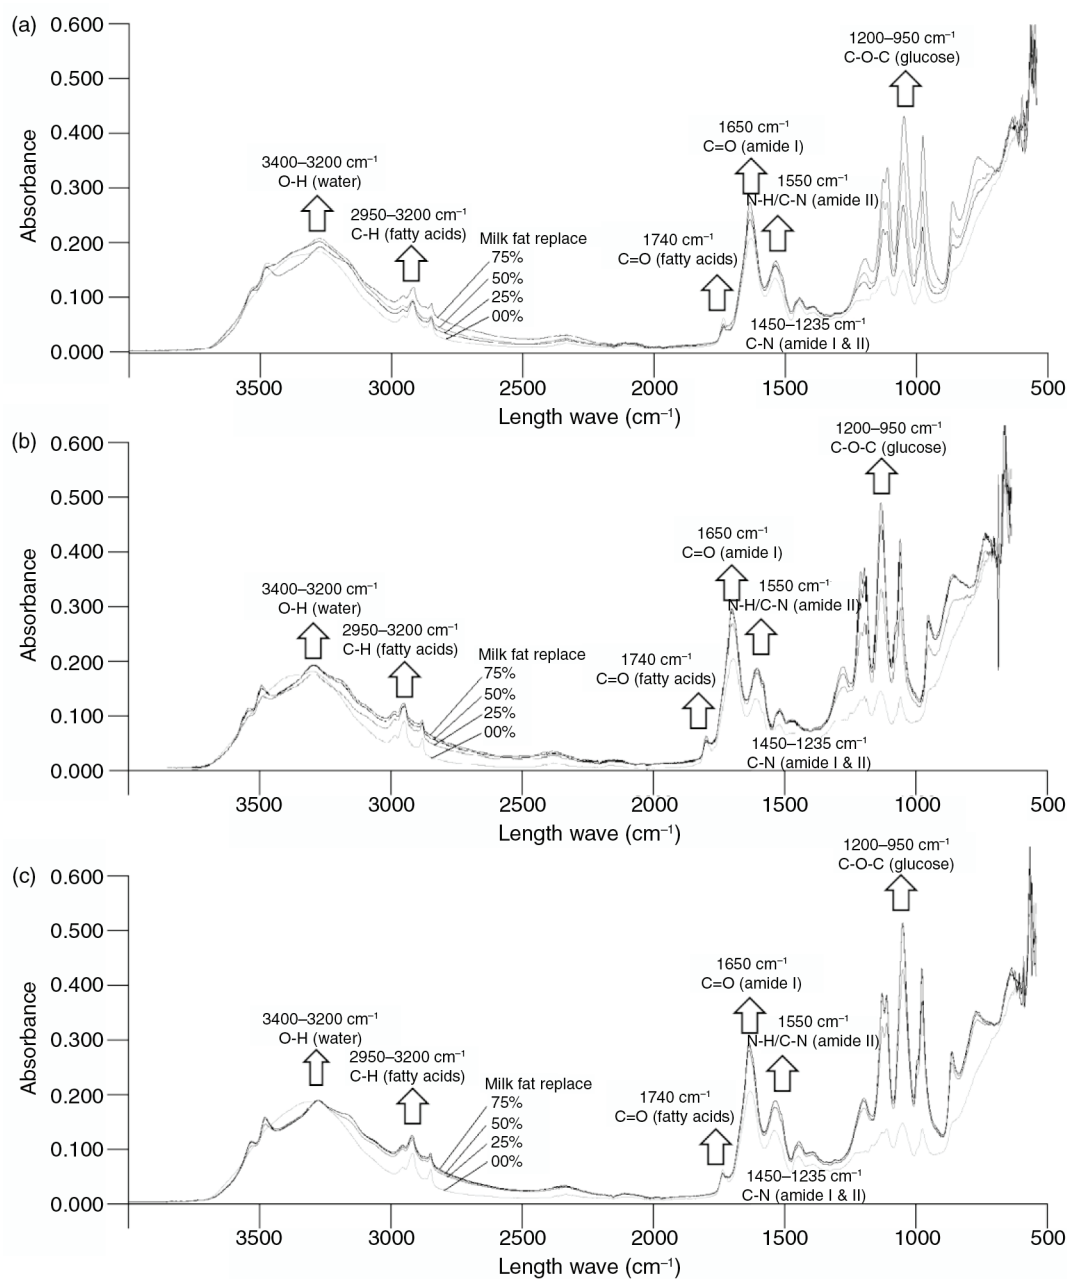 (a)
0.600
0.500
0.400
0.300
0.200
0.100
0.000
Absorbance
3400–3200 cm⁻¹
O-H (water)
2950–3200 cm⁻¹
C-H (fatty acids)
Milk fat replace
75%
50%
25%
00%
1740 cm⁻¹
C=O (fatty acids)
1650 cm⁻¹
C=O (amide I)
1550 cm⁻¹
N-H/C-N (amide II)
1200–950 cm⁻¹
C-O-C (glucose)
1450–1235 cm⁻¹
C-N (amide I & II)
3500 3000 2500 2000 1500 1000 500
Length wave (cm⁻¹)
(b)
0.600
0.500
0.400
0.300
0.200
0.100
0.000
Absorbance
3400–3200 cm⁻¹
O-H (water)
2950–3200 cm⁻¹
C-H (fatty acids)
Milk fat replace
75%
50%
25%
00%
1740 cm⁻¹
C=O (fatty acids)
1650 cm⁻¹
C=O (amide I)
1550 cm⁻¹
N-H/C-N (amide II)
1200–950 cm⁻¹
C-O-C (glucose)
1450–1235 cm⁻¹
C-N (amide I & II)
3500 3000 2500 2000 1500 1000 500
Length wave (cm⁻¹)
(c)
0.600
0.500
0.400
0.300
0.200
0.100
0.000
Absorbance
3400–3200 cm⁻¹
O-H (water)
2950–3200 cm⁻¹
C-H (fatty acids)
Milk fat replace
75%
50%
25%
00%
1740 cm⁻¹
C=O (fatty acids)
1650 cm⁻¹
C=O (amide I)
1550 cm⁻¹
N-H/C-N (amide II)
1200–950 cm⁻¹
C-O-C (glucose)
1450–1235 cm⁻¹
C-N (amide I & II)
3500 3000 2500 2000 1500 1000 500
Length wave (cm⁻¹)